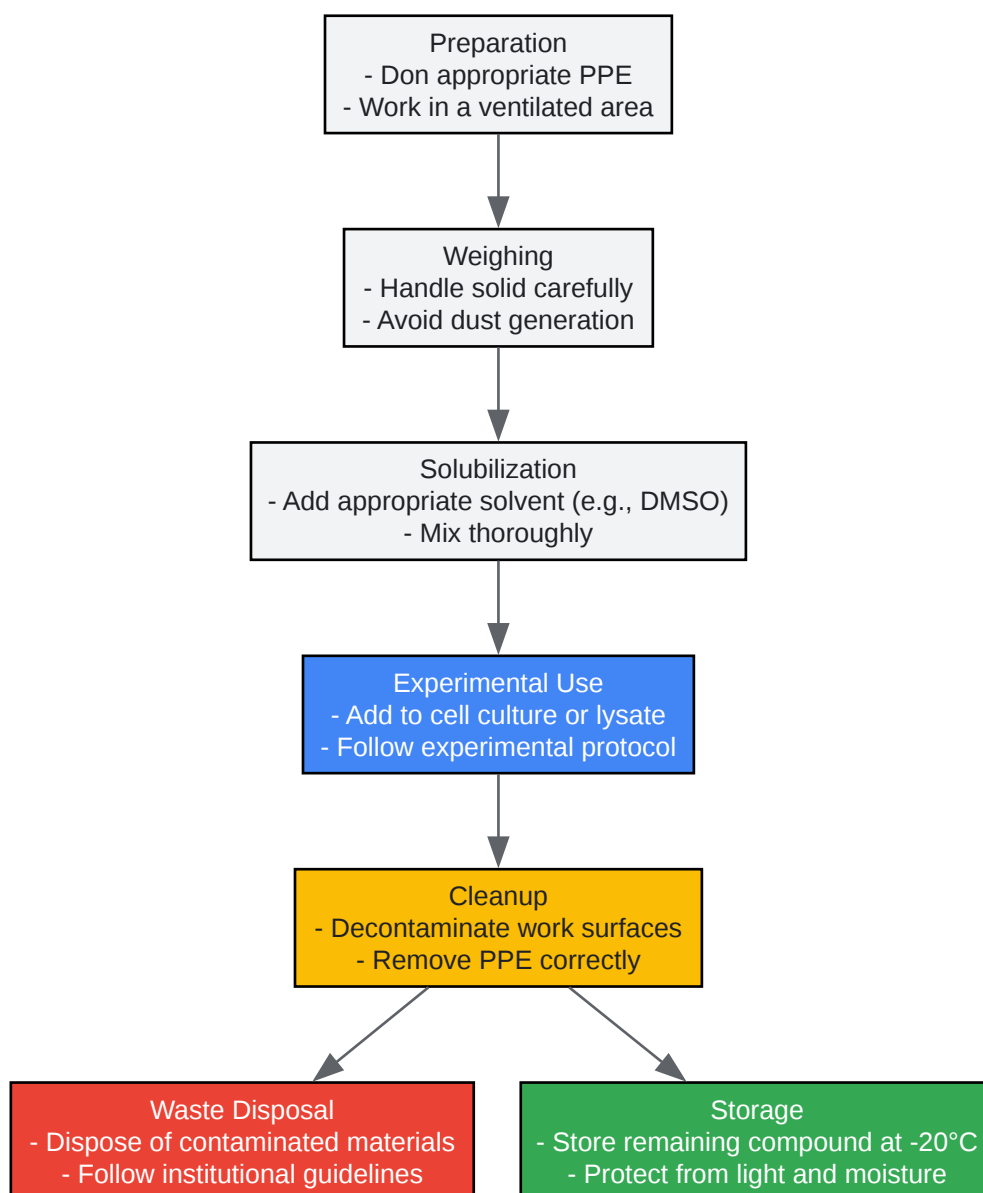 Preparation
- Don appropriate PPE
- Work in a ventilated area
Weighing
- Handle solid carefully
- Avoid dust generation
Solubilization
- Add appropriate solvent (e.g., DMSO)
- Mix thoroughly
Experimental Use
- Add to cell culture or lysate
- Follow experimental protocol
Cleanup
- Decontaminate work surfaces
- Remove PPE correctly
Waste Disposal
- Dispose of contaminated materials
- Follow institutional guidelines
Storage
- Store remaining compound at -20°C
- Protect from light and moisture